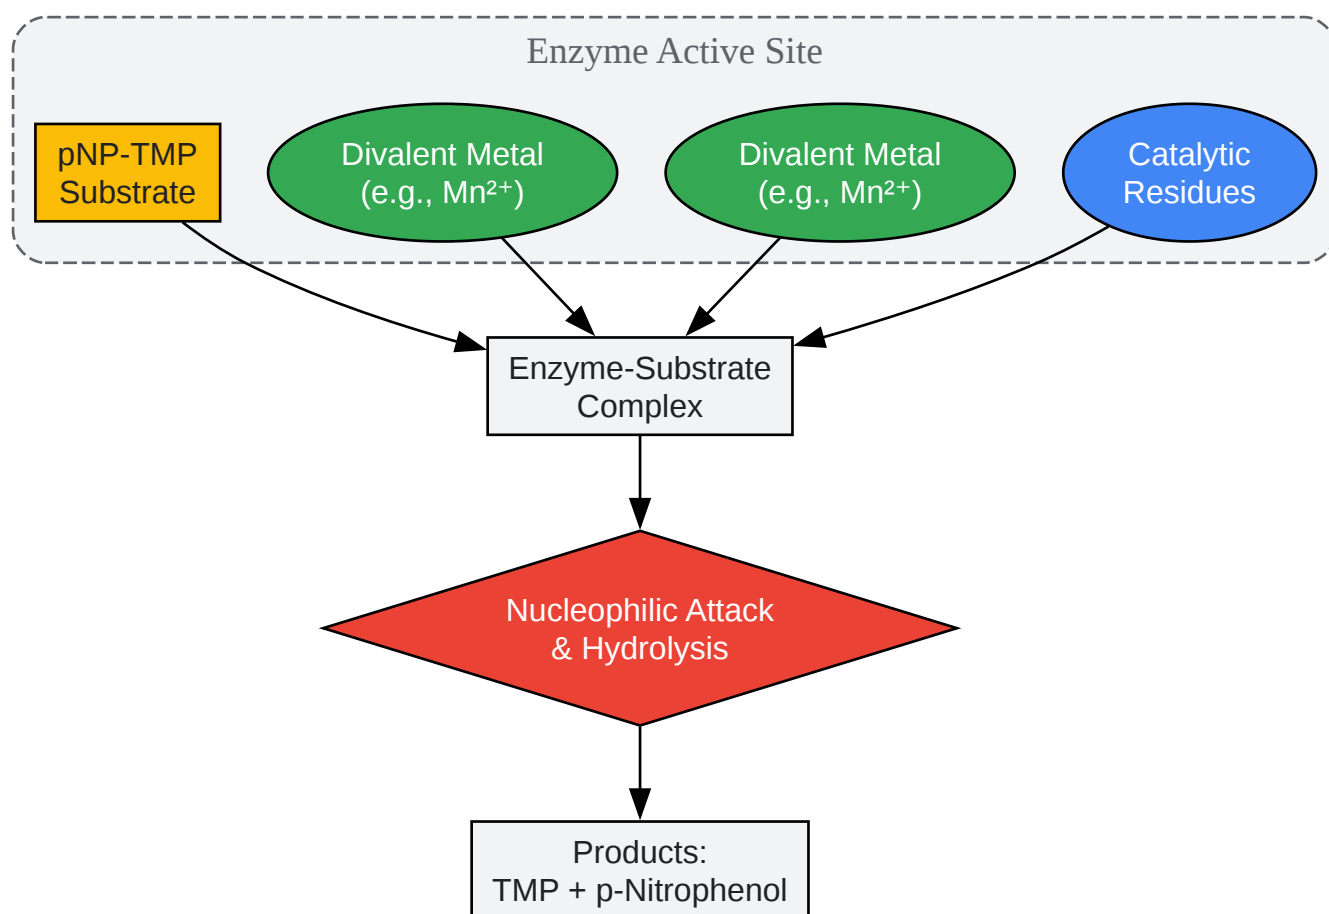 Enzyme Active Site
pNP-TMP
Substrate
Divalent Metal
(e.g., Mn²⁺)
Divalent Metal
(e.g., Mn²⁺)
Catalytic
Residues
Enzyme-Substrate
Complex
Nucleophilic Attack
& Hydrolysis
Products:
TMP + p-Nitrophenol